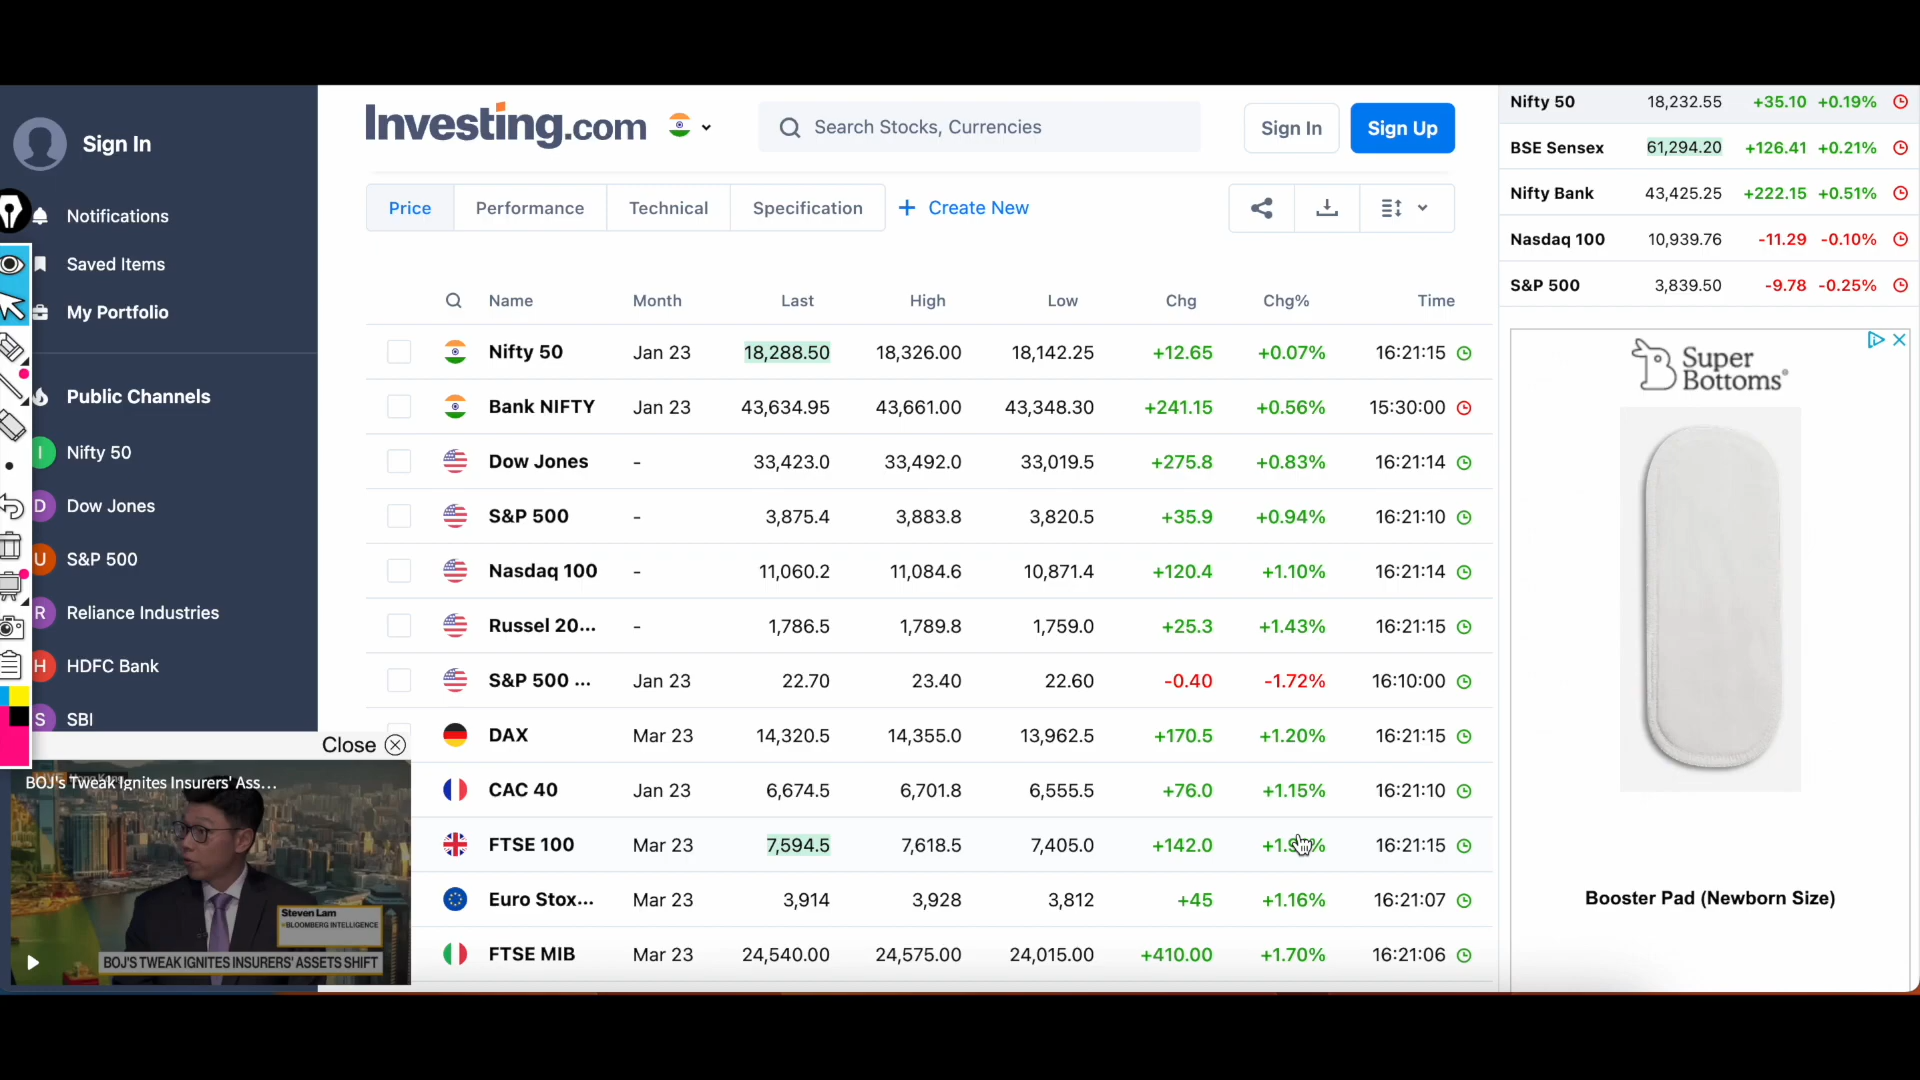 Sign In
Notifications
Saved Items
My Portfolio
Public Channels
I Nifty 50
D Dow Jones
U S&P 500
R Reliance Industries
H HDFC Bank
S SBI
Close
BOJ's Tweak Ignites Insurers' Ass...
Steven Lam
BLOOMBERG INTELLIGENCE
BOJ'S TWEAK IGNITES INSURERS' ASSETS SHIFT
Investing.com
Search Stocks, Currencies
Sign In
Sign Up
Price Performance Technical Specification + Create New
Name Month Last High Low Chg Chg% Time
Nifty 50 Jan 23 18,288.50 18,326.00 18,142.25 +12.65 +0.07% 16:21:15
Bank NIFTY Jan 23 43,634.95 43,661.00 43,348.30 +241.15 +0.56% 15:30:00
Dow Jones - 33,423.0 33,492.0 33,019.5 +275.8 +0.83% 16:21:14
S&P 500 - 3,875.4 3,883.8 3,820.5 +35.9 +0.94% 16:21:10
Nasdaq 100 - 11,060.2 11,084.6 10,871.4 +120.4 +1.10% 16:21:14
Russel 20... - 1,786.5 1,789.8 1,759.0 +25.3 +1.43% 16:21:15
S&P 500 ... Jan 23 22.70 23.40 22.60 -0.40 -1.72% 16:10:00
DAX Mar 23 14,320.5 14,355.0 13,962.5 +170.5 +1.20% 16:21:15
CAC 40 Jan 23 6,674.5 6,701.8 6,555.5 +76.0 +1.15% 16:21:10
FTSE 100 Mar 23 7,594.5 7,618.5 7,405.0 +142.0 16:21:15
Euro Stox... Mar 23 3,914 3,928 3,812 +45 +1.16% 16:21:07
FTSE MIB Mar 23 24,540.00 24,575.00 24,015.00 +410.00 +1.70% 16:21:06
Nifty 50 18,232.55 +35.10 +0.19%
BSE Sensex 61,294.20 +126.41 +0.21%
Nifty Bank 43,425.25 +222.15 +0.51%
Nasdaq 100 10,939.76 -11.29 -0.10%
S&P 500 3,839.50 -9.78 -0.25%
Super
Bottoms®
Booster Pad (Newborn Size)